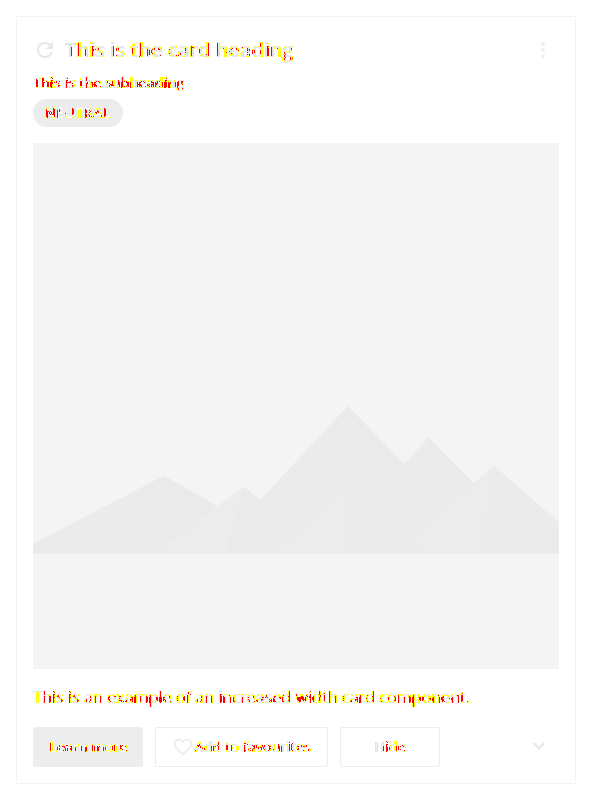 This is the card heading
This is the subheading
NEUTRAL
This is an example of an increased width card component.
Learn more
Add to favourites
Hide